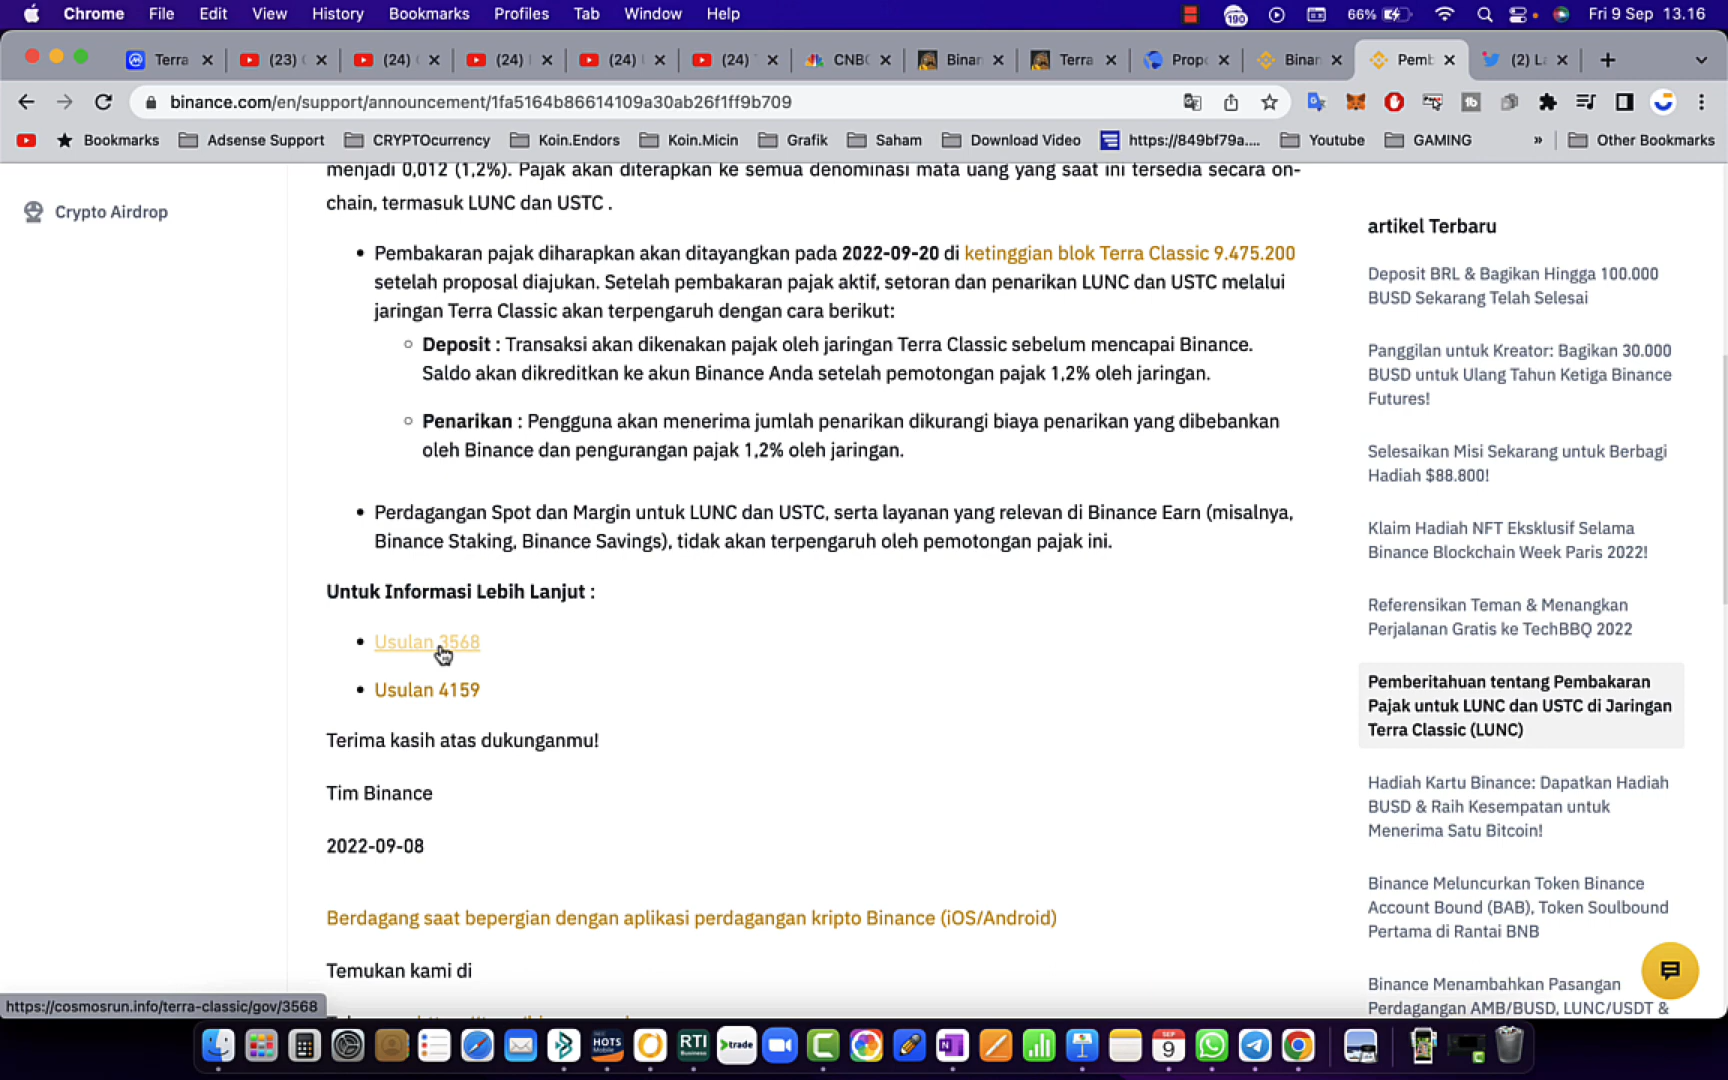 Chrome File Edit View History Bookmarks Profiles Tab Window Help 190 66% Fri 9 Sep 13.16
Terra (23) (24) (24) (24) (24) CNBC Binar Terra Prop Binan Pemb (2) L
binance.com/en/support/announcement/1fa5164b86614109a30ab26f1ff9b709
Bookmarks Adsense Support CRYPTOcurrency Koin.Endors Koin.Micin Grafik Saham Download Video https://849bf79a.... Youtube GAMING » Other Bookmarks
Crypto Airdrop
menjadi 0,012 (1,2%). Pajak akan diterapkan ke semua denominasi mata uang yang saat ini tersedia secara on-
chain, termasuk LUNC dan USTC .
Pembakaran pajak diharapkan akan ditayangkan pada 2022-09-20 di ketinggian blok Terra Classic 9.475.200
setelah proposal diajukan. Setelah pembakaran pajak aktif, setoran dan penarikan LUNC dan USTC melalui
jaringan Terra Classic akan terpengaruh dengan cara berikut:
Deposit : Transaksi akan dikenakan pajak oleh jaringan Terra Classic sebelum mencapai Binance.
Saldo akan dikreditkan ke akun Binance Anda setelah pemotongan pajak 1,2% oleh jaringan.
Penarikan : Pengguna akan menerima jumlah penarikan dikurangi biaya penarikan yang dibebankan
oleh Binance dan pengurangan pajak 1,2% oleh jaringan.
Perdagangan Spot dan Margin untuk LUNC dan USTC, serta layanan yang relevan di Binance Earn (misalnya,
Binance Staking, Binance Savings), tidak akan terpengaruh oleh pemotongan pajak ini.
Untuk Informasi Lebih Lanjut :
Usulan 3568
Usulan 4159
Terima kasih atas dukunganmu!
Tim Binance
2022-09-08
Berdagang saat bepergian dengan aplikasi perdagangan kripto Binance (iOS/Android)
Temukan kami di
https://cosmosrun.info/terra-classic/gov/3568
artikel Terbaru
Deposit BRL & Bagikan Hingga 100.000
BUSD Sekarang Telah Selesai
Panggilan untuk Kreator: Bagikan 30.000
BUSD untuk Ulang Tahun Ketiga Binance
Futures!
Selesaikan Misi Sekarang untuk Berbagi
Hadiah $88.800!
Klaim Hadiah NFT Eksklusif Selama
Binance Blockchain Week Paris 2022!
Referensikan Teman & Menangkan
Perjalanan Gratis ke TechBBQ 2022
Pemberitahuan tentang Pembakaran
Pajak untuk LUNC dan USTC di Jaringan
Terra Classic (LUNC)
Hadiah Kartu Binance: Dapatkan Hadiah
BUSD & Raih Kesempatan untuk
Menerima Satu Bitcoin!
Binance Meluncurkan Token Binance
Account Bound (BAB), Token Soulbound
Pertama di Rantai BNB
Binance Menambahkan Pasangan
Perdagangan AMB/BUSD, LUNC/USDT &
HOTS Mobile RTI Business trade SEP 9